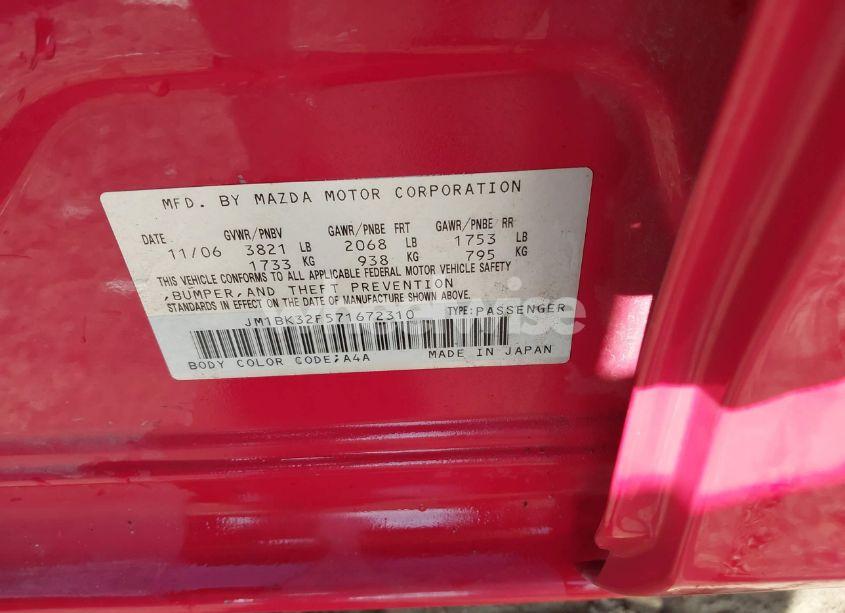 MFD. BY MAZDA MOTOR CORPORATION
DATE GVWR/PNBV GAWR/PNBE FRT GAWR/PNBE RR
11/06 3821 LB 2068 LB 1753 LB
1733 KG 938 KG 795 KG
THIS VEHICLE CONFORMS TO ALL APPLICABLE FEDERAL MOTOR VEHICLE SAFETY
,BUMPER,AND THEFT PREVENTION
STANDARDS IN EFFECT ON THE DATE OF MANUFACTURE SHOWN ABOVE.
JM1BK32F571672310 TYPE:PASSENGER
BODY COLOR CODE;A4A MADE IN JAPAN